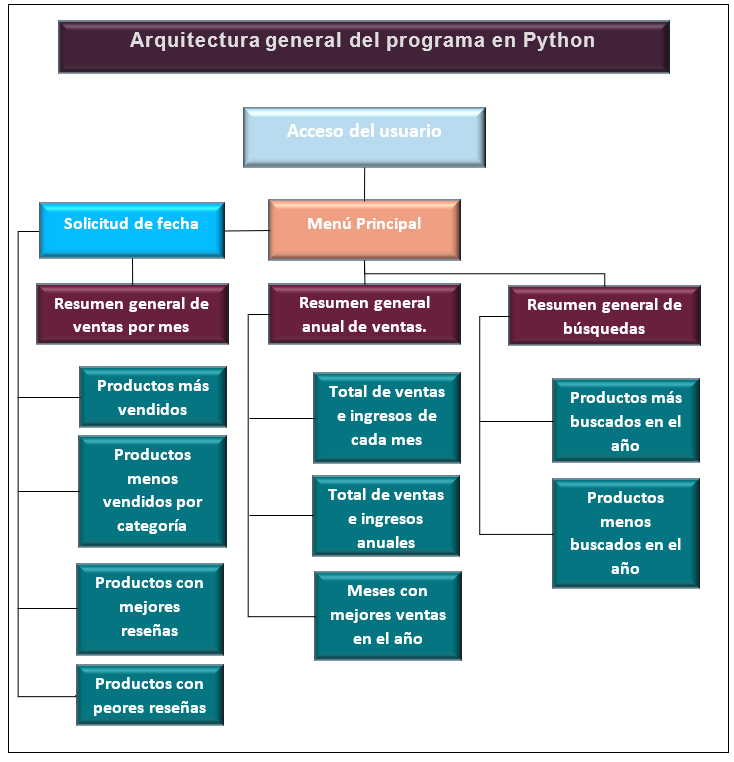 Arquitectura general del programa en Python
Acceso del usuario
Solicitud de fecha
Menú Principal
Resumen general de
ventas por mes
Resumen general
anual de ventas.
Resumen general de
búsquedas
Productos más
vendidos
Productos
menos
vendidos por
categoría
Productos con
mejores
reseñas
Productos con
peores reseñas
Total de ventas
e ingresos de
cada mes
Total de ventas
e ingresos
anuales
Meses con
mejores ventas
en el año
Productos más
buscados en el
año
Productos
menos
buscados en el
año